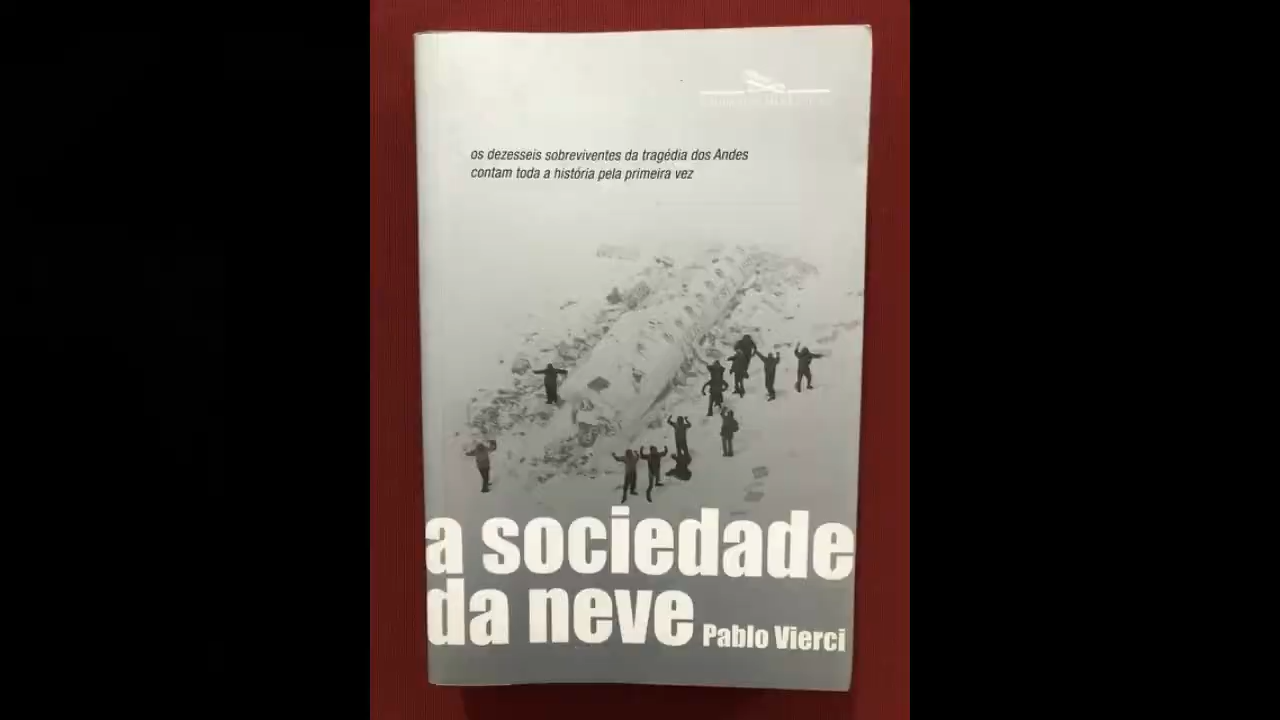 os dezesseis sobreviventes da tragédia dos Andes
contam toda a história pela primeira vez
a sociedade
da neve
Pablo Vierci